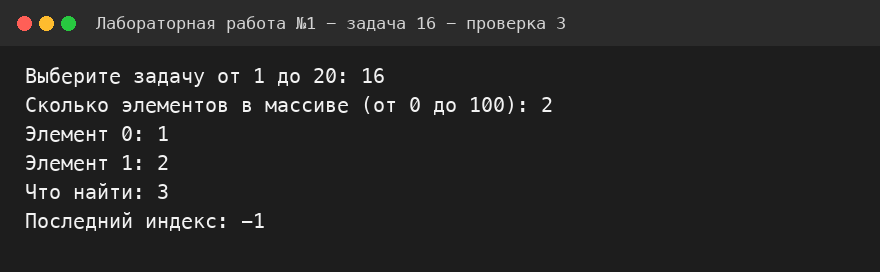 Лабораторная работа №1 — задача 16 — проверка 3
Выберите задачу от 1 до 20: 16
Сколько элементов в массиве (от 0 до 100): 2
Элемент 0: 1
Элемент 1: 2
Что найти: 3
Последний индекс: −1